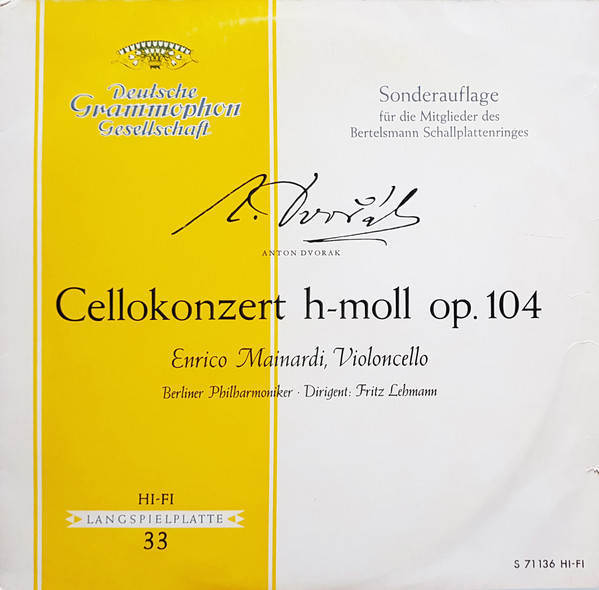 Deutsche
Grammophon
Gesellschaft
Sonderauflage
für die Mitglieder des
Bertelsmann Schallplattenringes
A. Dvořák
ANTON DVORAK
Cellokonzert h-moll op. 104
Enrico Mainardi, Violoncello
Berliner Philharmoniker · Dirigent: Fritz Lehmann
HI-FI
LANGSPIELPLATTE
33
S 71136 HI-FI